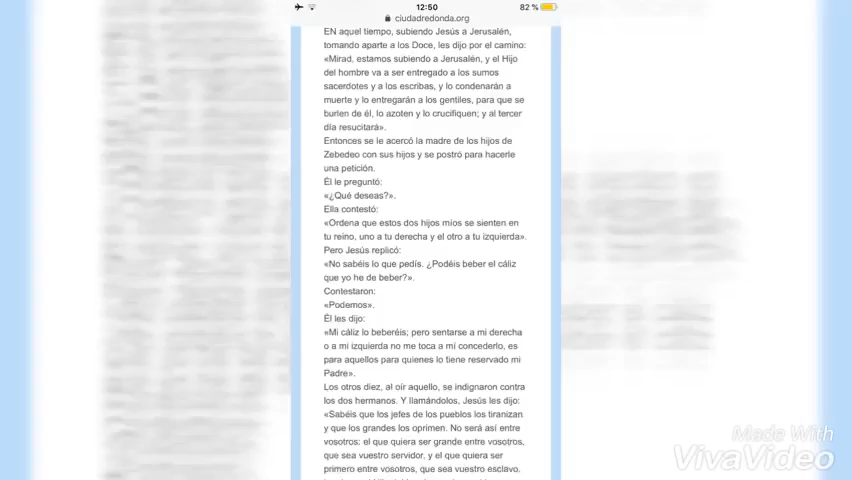 12:50
82 %
ciudadredonda.org
EN aquel tiempo, subiendo Jesús a Jerusalén,
tomando aparte a los Doce, les dijo por el camino:
«Mirad, estamos subiendo a Jerusalén, y el Hijo
del hombre va a ser entregado a los sumos
sacerdotes y a los escribas, y lo condenarán a
muerte y lo entregarán a los gentiles, para que se
burlen de él, lo azoten y lo crucifiquen; y al tercer
día resucitará».
Entonces se le acercó la madre de los hijos de
Zebedeo con sus hijos y se postró para hacerle
una petición.
Él le preguntó:
«¿Qué deseas?».
Ella contestó:
«Ordena que estos dos hijos míos se sienten en
tu reino, uno a tu derecha y el otro a tu izquierda».
Pero Jesús replicó:
«No sabéis lo que pedís. ¿Podéis beber el cáliz
que yo he de beber?».
Contestaron:
«Podemos».
Él les dijo:
«Mi cáliz lo beberéis; pero sentarse a mi derecha
o a mi izquierda no me toca a mí concederlo, es
para aquellos para quienes lo tiene reservado mi
Padre».
Los otros diez, al oír aquello, se indignaron contra
los dos hermanos. Y llamándolos, Jesús les dijo:
«Sabéis que los jefes de los pueblos los tiranizan
y que los grandes los oprimen. No será así entre
vosotros: el que quiera ser grande entre vosotros,
que sea vuestro servidor, y el que quiera ser
primero entre vosotros, que sea vuestro esclavo.
Made With
VivaVideo